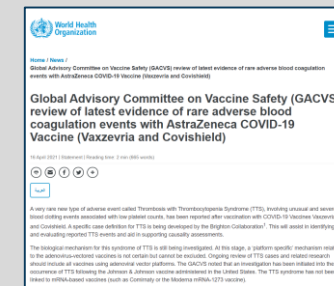 World Health
Organization
Home / News /
Global Advisory Committee on Vaccine Safety (GACVS) review of latest evidence of rare adverse blood coagulation
events with AstraZeneca COVID-19 Vaccine (Vaxzevria and Covishield)
Global Advisory Committee on Vaccine Safety (GACVS)
review of latest evidence of rare adverse blood
coagulation events with AstraZeneca COVID-19
Vaccine (Vaxzevria and Covishield)
16 April 2021 | Statement | Reading time: 3 min (895 words)
العربية
A very rare new type of adverse event called Thrombosis with Thrombocytopenia Syndrome (TTS), involving unusual and severe
blood clotting events associated with low platelet counts, has been reported after vaccination with COVID-19 Vaccines Vaxzevria
and Covishield. A specific case definition for TTS is being developed by the Brighton Collaboration1. This will assist in identifying
and evaluating reported TTS events and aid in supporting causality assessments.
The biological mechanism for this syndrome of TTS is still being investigated. At this stage, a 'platform specific' mechanism relat
to the adenovirus-vectored vaccines is not certain but cannot be excluded. Ongoing review of TTS cases and related research
should include all vaccines using adenoviral vector platforms. The GACVS noted that an investigation has been initiated into the
occurrence of TTS following the Johnson & Johnson vaccine administered in the United States. The TTS syndrome has not been
linked to mRNA-based vaccines (such as Comirnaty or the Moderna mRNA-1273 vaccine).